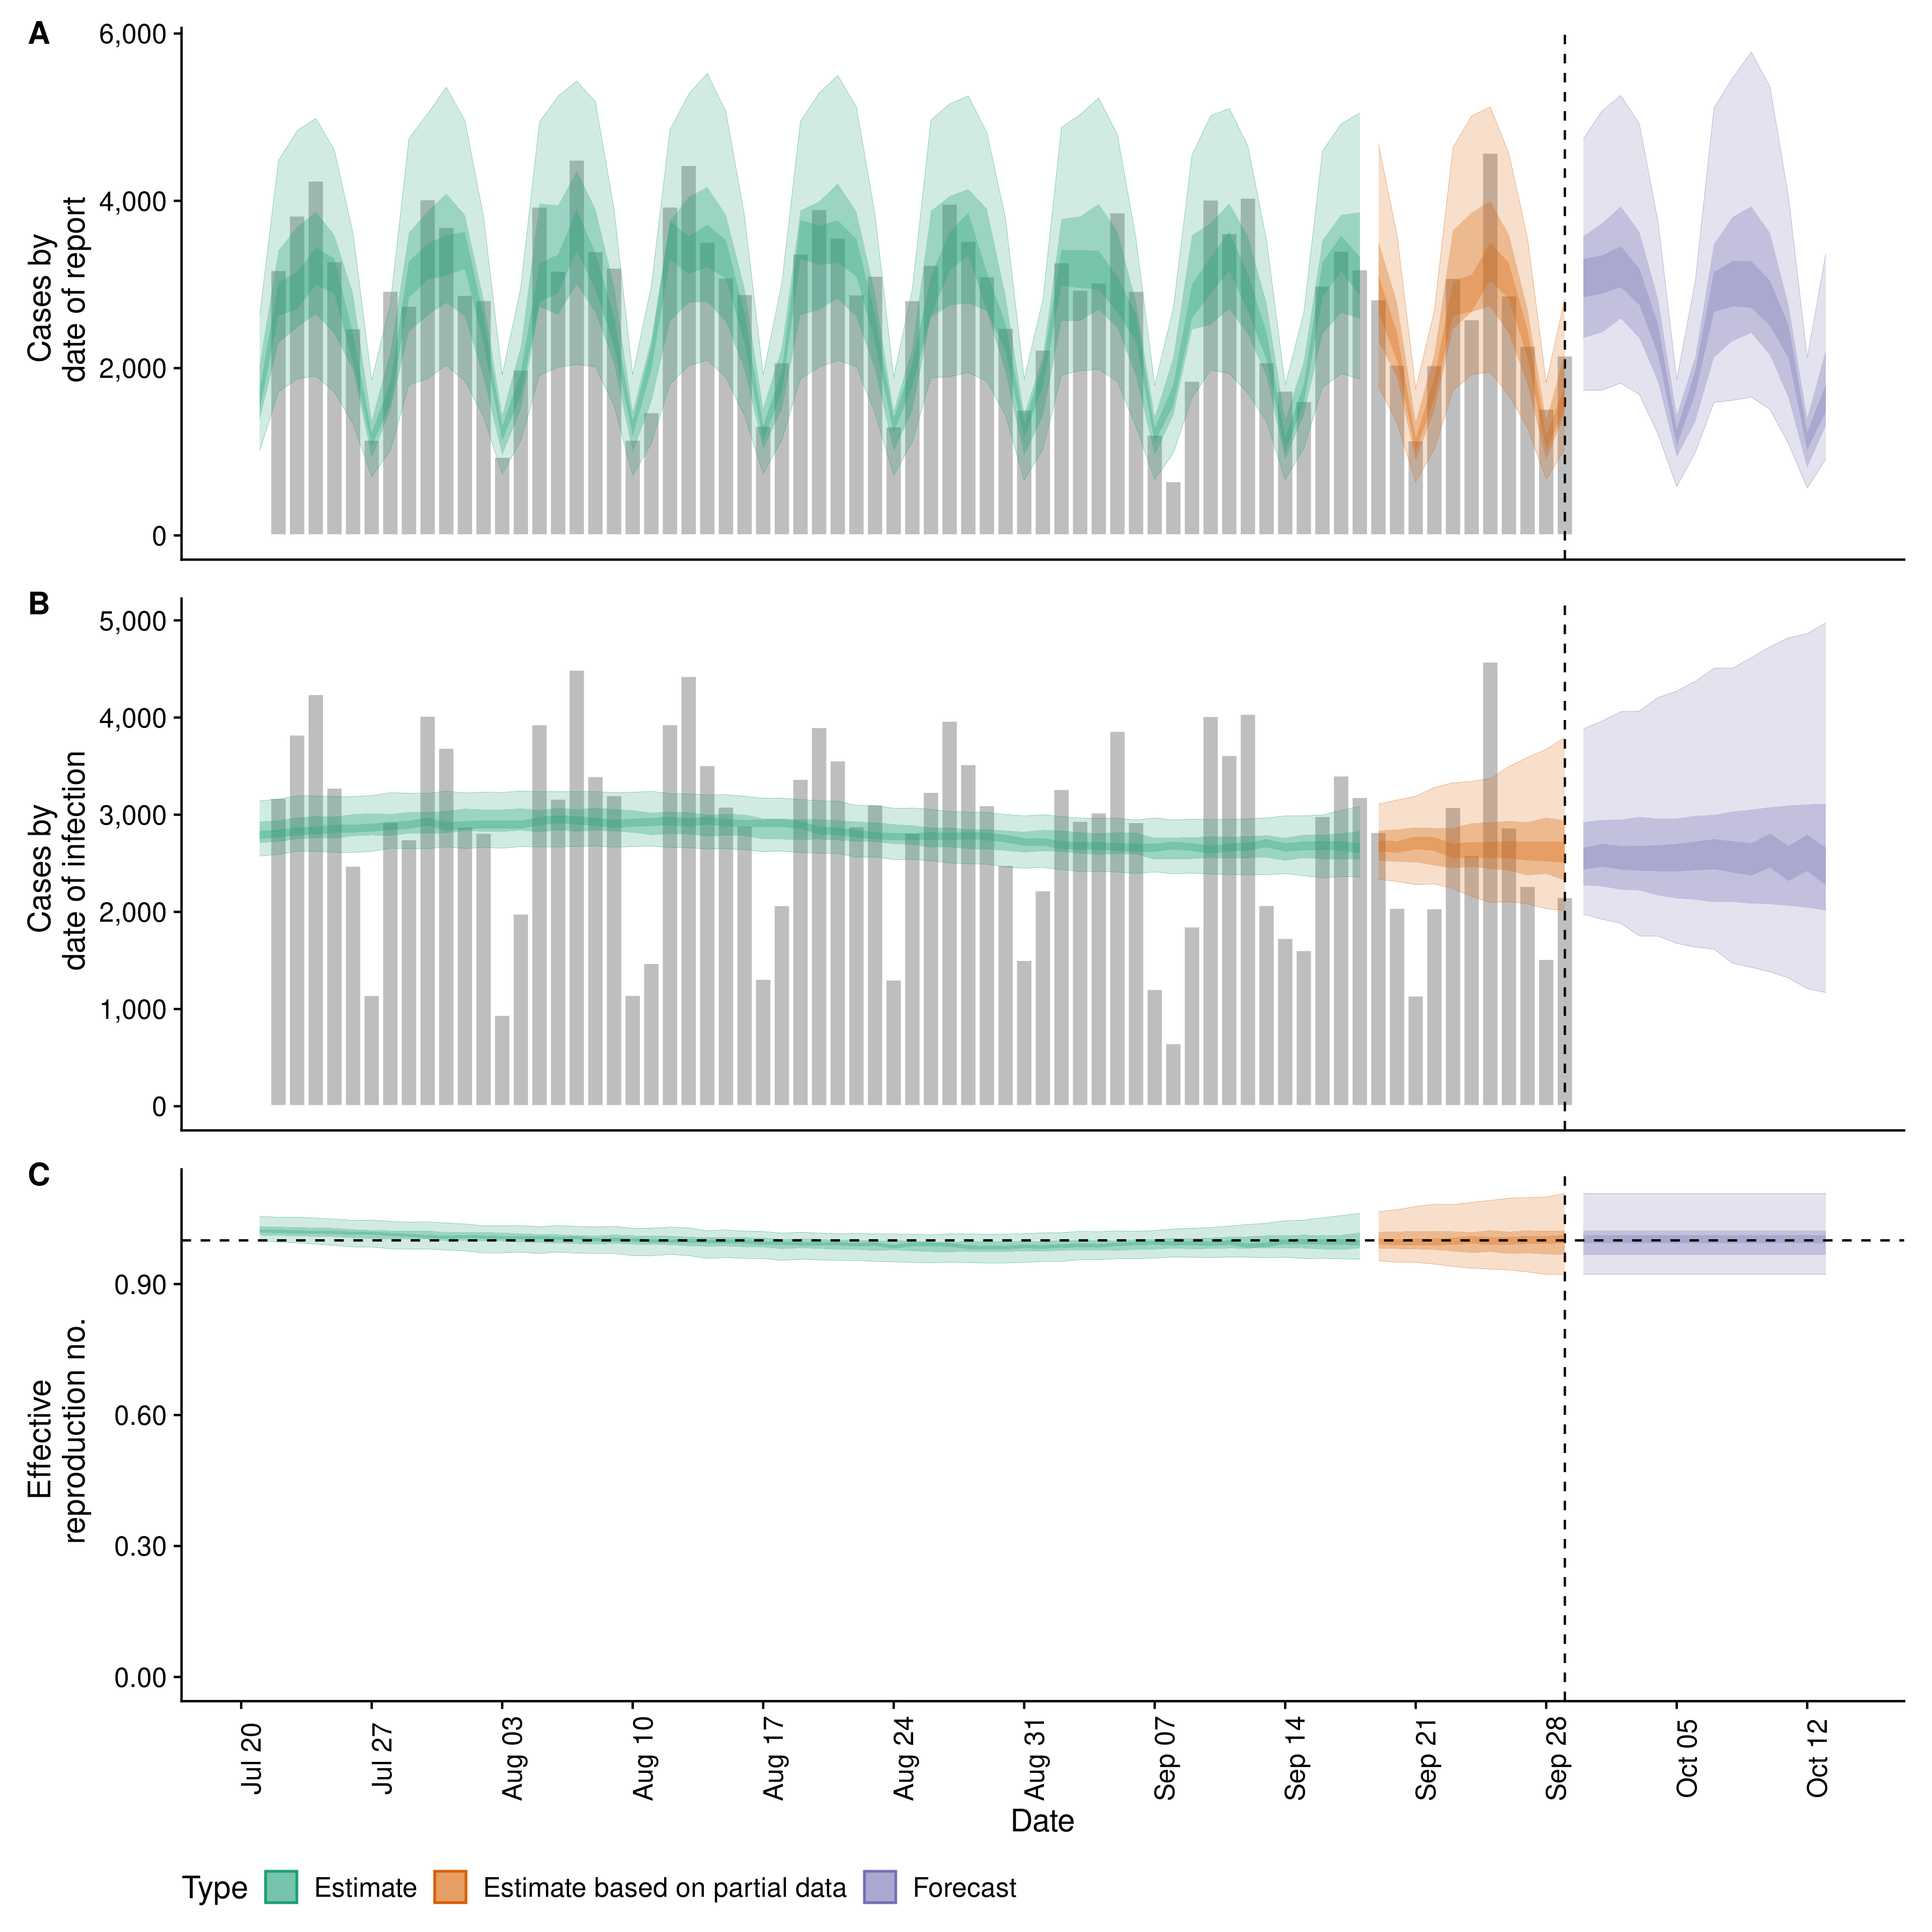 A
6,000
4,000
2,000
0
Cases by
date of report
B
5,000
4,000
3,000
2,000
1,000
0
Cases by
date of infection
C
0.90
0.60
0.30
0.00
Effective
reproduction no.
Jul 20
Jul 27
Aug 03
Aug 10
Aug 17
Aug 24
Aug 31
Sep 07
Sep 14
Sep 21
Sep 28
Oct 05
Oct 12
Date
Type Estimate Estimate based on partial data Forecast